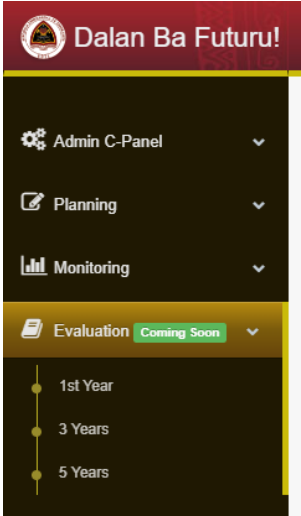 Dalan Ba Futuru!
Admin C-Panel
Planning
Monitoring
Evaluation Coming Soon
1st Year
3 Years
5 Years